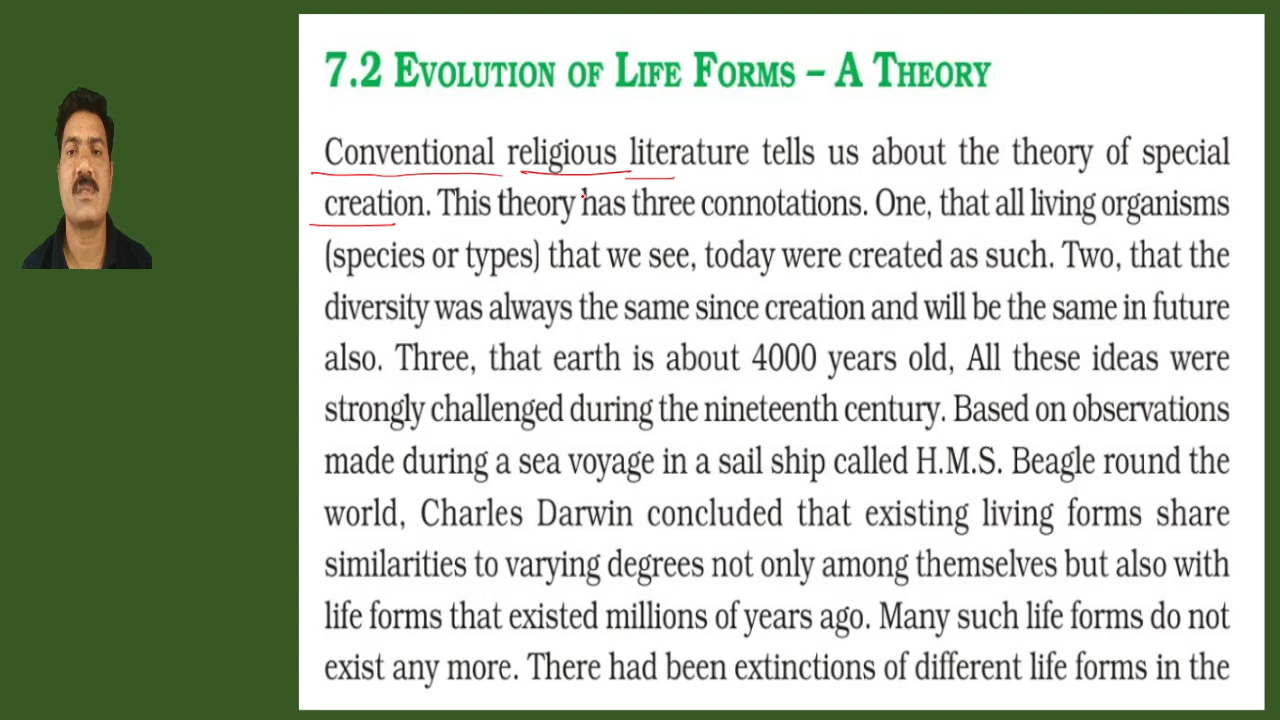 7.2 EVOLUTION OF LIFE FORMS – A THEORY
Conventional religious literature tells us about the theory of special
creation. This theory has three connotations. One, that all living organisms
(species or types) that we see, today were created as such. Two, that the
diversity was always the same since creation and will be the same in future
also. Three, that earth is about 4000 years old, All these ideas were
strongly challenged during the nineteenth century. Based on observations
made during a sea voyage in a sail ship called H.M.S. Beagle round the
world, Charles Darwin concluded that existing living forms share
similarities to varying degrees not only among themselves but also with
life forms that existed millions of years ago. Many such life forms do not
exist any more. There had been extinctions of different life forms in the